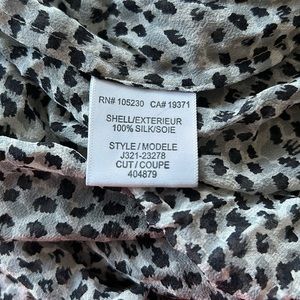 RN# 105230 CA# 19371
SHELL/EXTERIEUR
100% SILK/SOIE
STYLE / MODELE
J321-23278
CUT / COUPE
404879